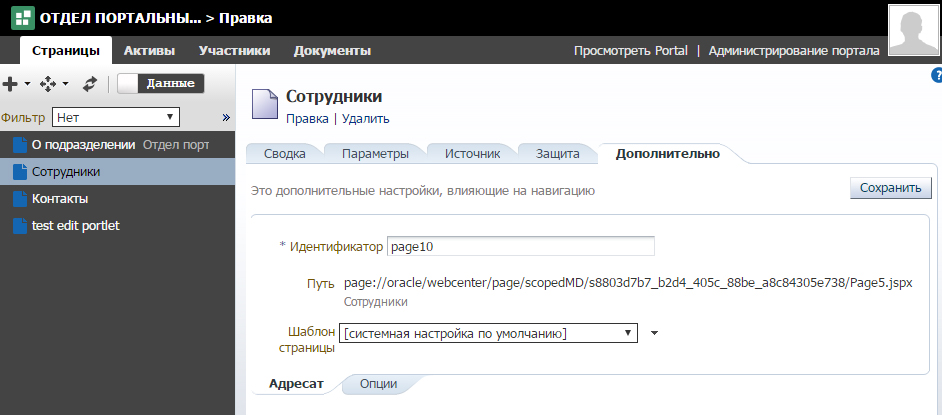 ОТДЕЛ ПОРТАЛЬНЫ... > Правка
Страницы Активы Участники Документы Просмотреть Portal | Администрирование портала
Данные
Фильтр Нет »
О подразделении Отдел порт
Сотрудники
Контакты
test edit portlet
?
Сотрудники
Правка | Удалить
Сводка Параметры Источник Защита Дополнительно
Это дополнительные настройки, влияющие на навигацию Сохранить
* Идентификатор page10
Путь page://oracle/webcenter/page/scopedMD/s8803d7b7_b2d4_405c_88be_a8c84305e738/Page5.jspx
Сотрудники
Шаблон страницы [системная настройка по умолчанию]
Адресат Опции